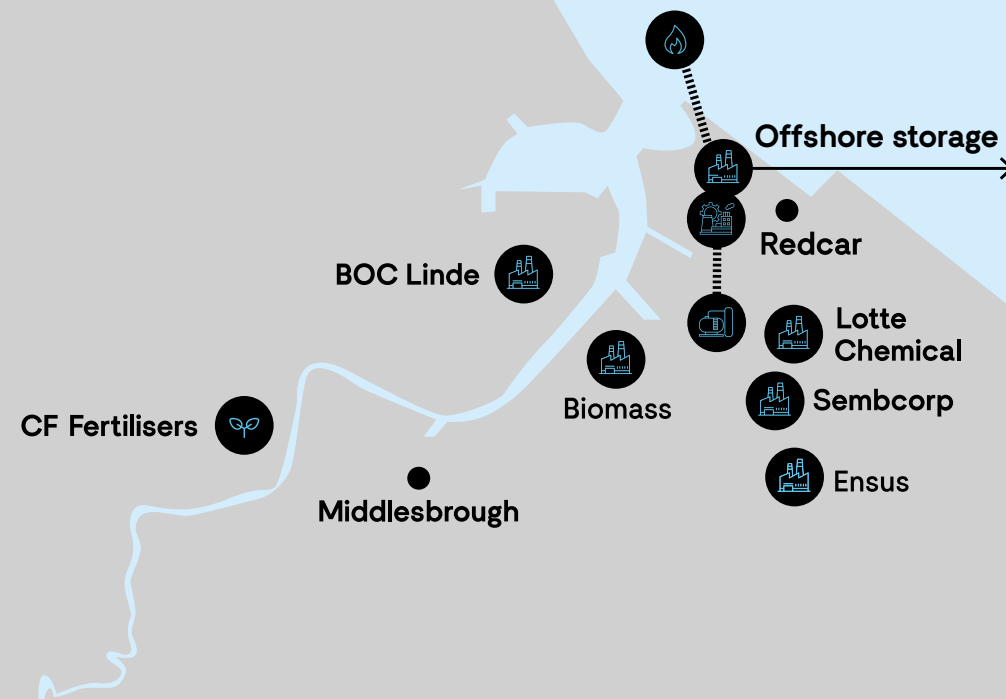 Offshore storage
Redcar
BOC Linde
Lotte
Chemical
Biomass
Sembcorp
CF Fertilisers
Ensus
Middlesbrough